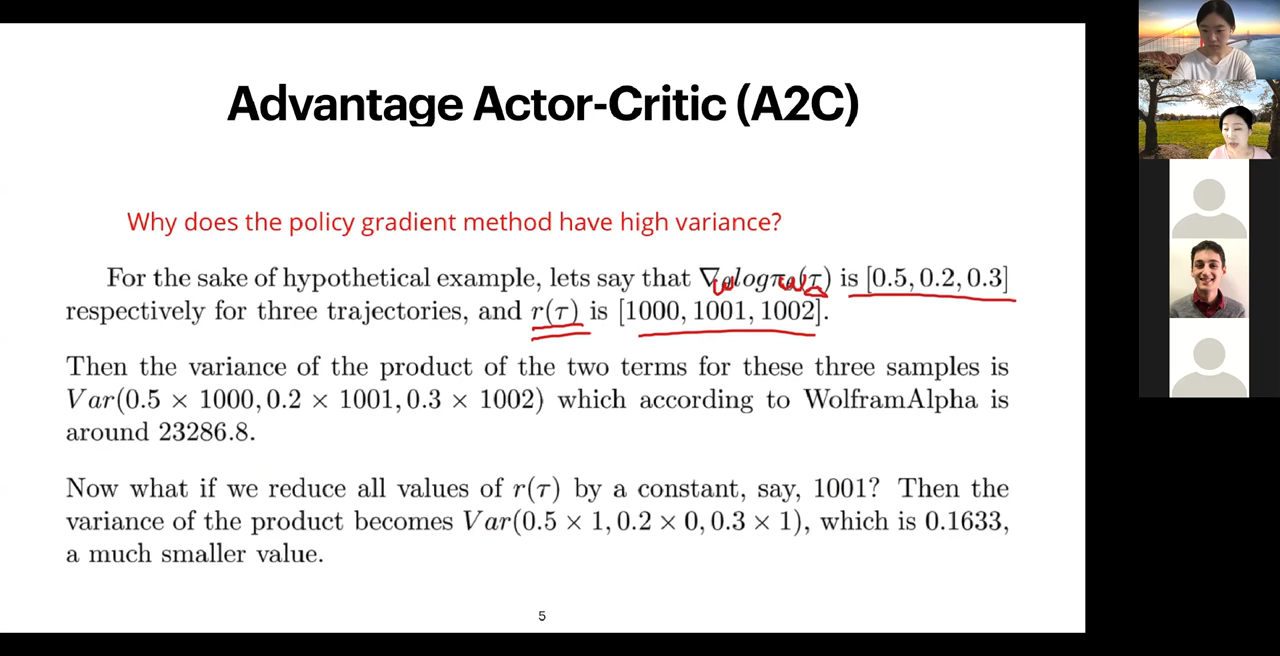 Advantage Actor-Critic (A2C)
Why does the policy gradient method have high variance?
For the sake of hypothetical example, lets say that ∇θlogπθ(τ) is [0.5, 0.2, 0.3]
respectively for three trajectories, and r(τ) is [1000, 1001, 1002].
Then the variance of the product of the two terms for these three samples is
Var(0.5 × 1000, 0.2 × 1001, 0.3 × 1002) which according to WolframAlpha is
around 23286.8.
Now what if we reduce all values of r(τ) by a constant, say, 1001? Then the
variance of the product becomes Var(0.5 × 1, 0.2 × 0, 0.3 × 1), which is 0.1633,
a much smaller value.
5